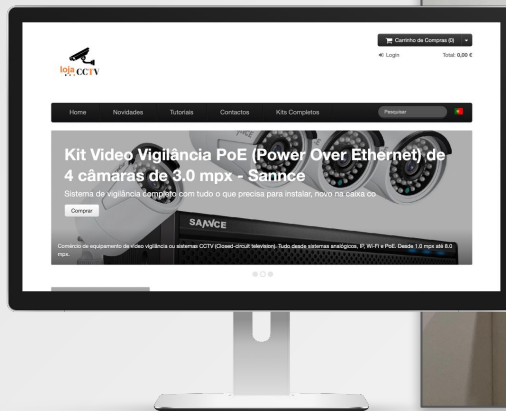 Carrinho de Compras (0)
Login
Total: 0,00 €
loja CCTV
Home
Novidades
Tutoriais
Contactos
Kits Completos
Pesquisar
Kit Video Vigilância PoE (Power Over Ethernet) de
4 câmaras de 3.0 mpx - Sannce
Sistema de vigilância completo com tudo o que precisa para instalar, novo na caixa co
Comprar
SANNCE
Comércio de equipamento de vídeo vigilância ou sistemas CCTV (Closed-circuit television). Tudo desde sistemas analógicos, IP, Wi-Fi e PoE. Desde 1.0 mpx até 8.0
mpx.